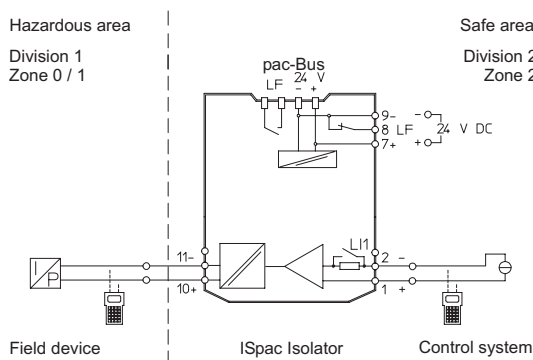 Hazardous area
Safe area
Division 1
Zone 0 / 1
Division 2
Zone 2
pac-Bus
LF 24 V
- +
9-
8 LF
7+
- 24 V DC
+
LI1
11-
10+
2 -
1 +
I
P
Field device
ISpac Isolator
Control system